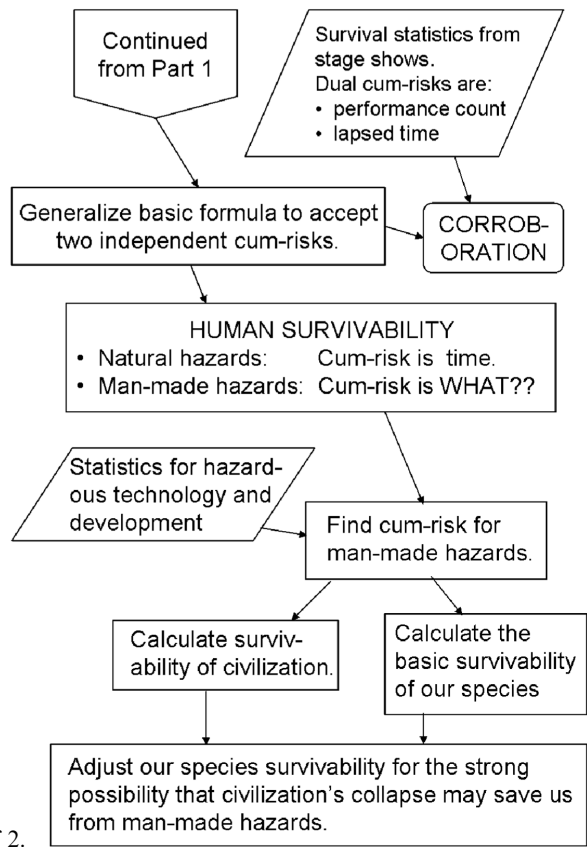 Continued
from Part 1
Survival statistics from
stage shows.
Dual cum-risks are:
• performance count
• lapsed time
Generalize basic formula to accept
two independent cum-risks.
CORROB-
ORATION
HUMAN SURVIVABILITY
• Natural hazards: Cum-risk is time.
• Man-made hazards: Cum-risk is WHAT??
Statistics for hazard-
ous technology and
development
Find cum-risk for
man-made hazards.
Calculate surviv-
ability of civilization.
Calculate the
basic survivability
of our species
Adjust our species survivability for the strong
possibility that civilization's collapse may save us
from man-made hazards.
2.